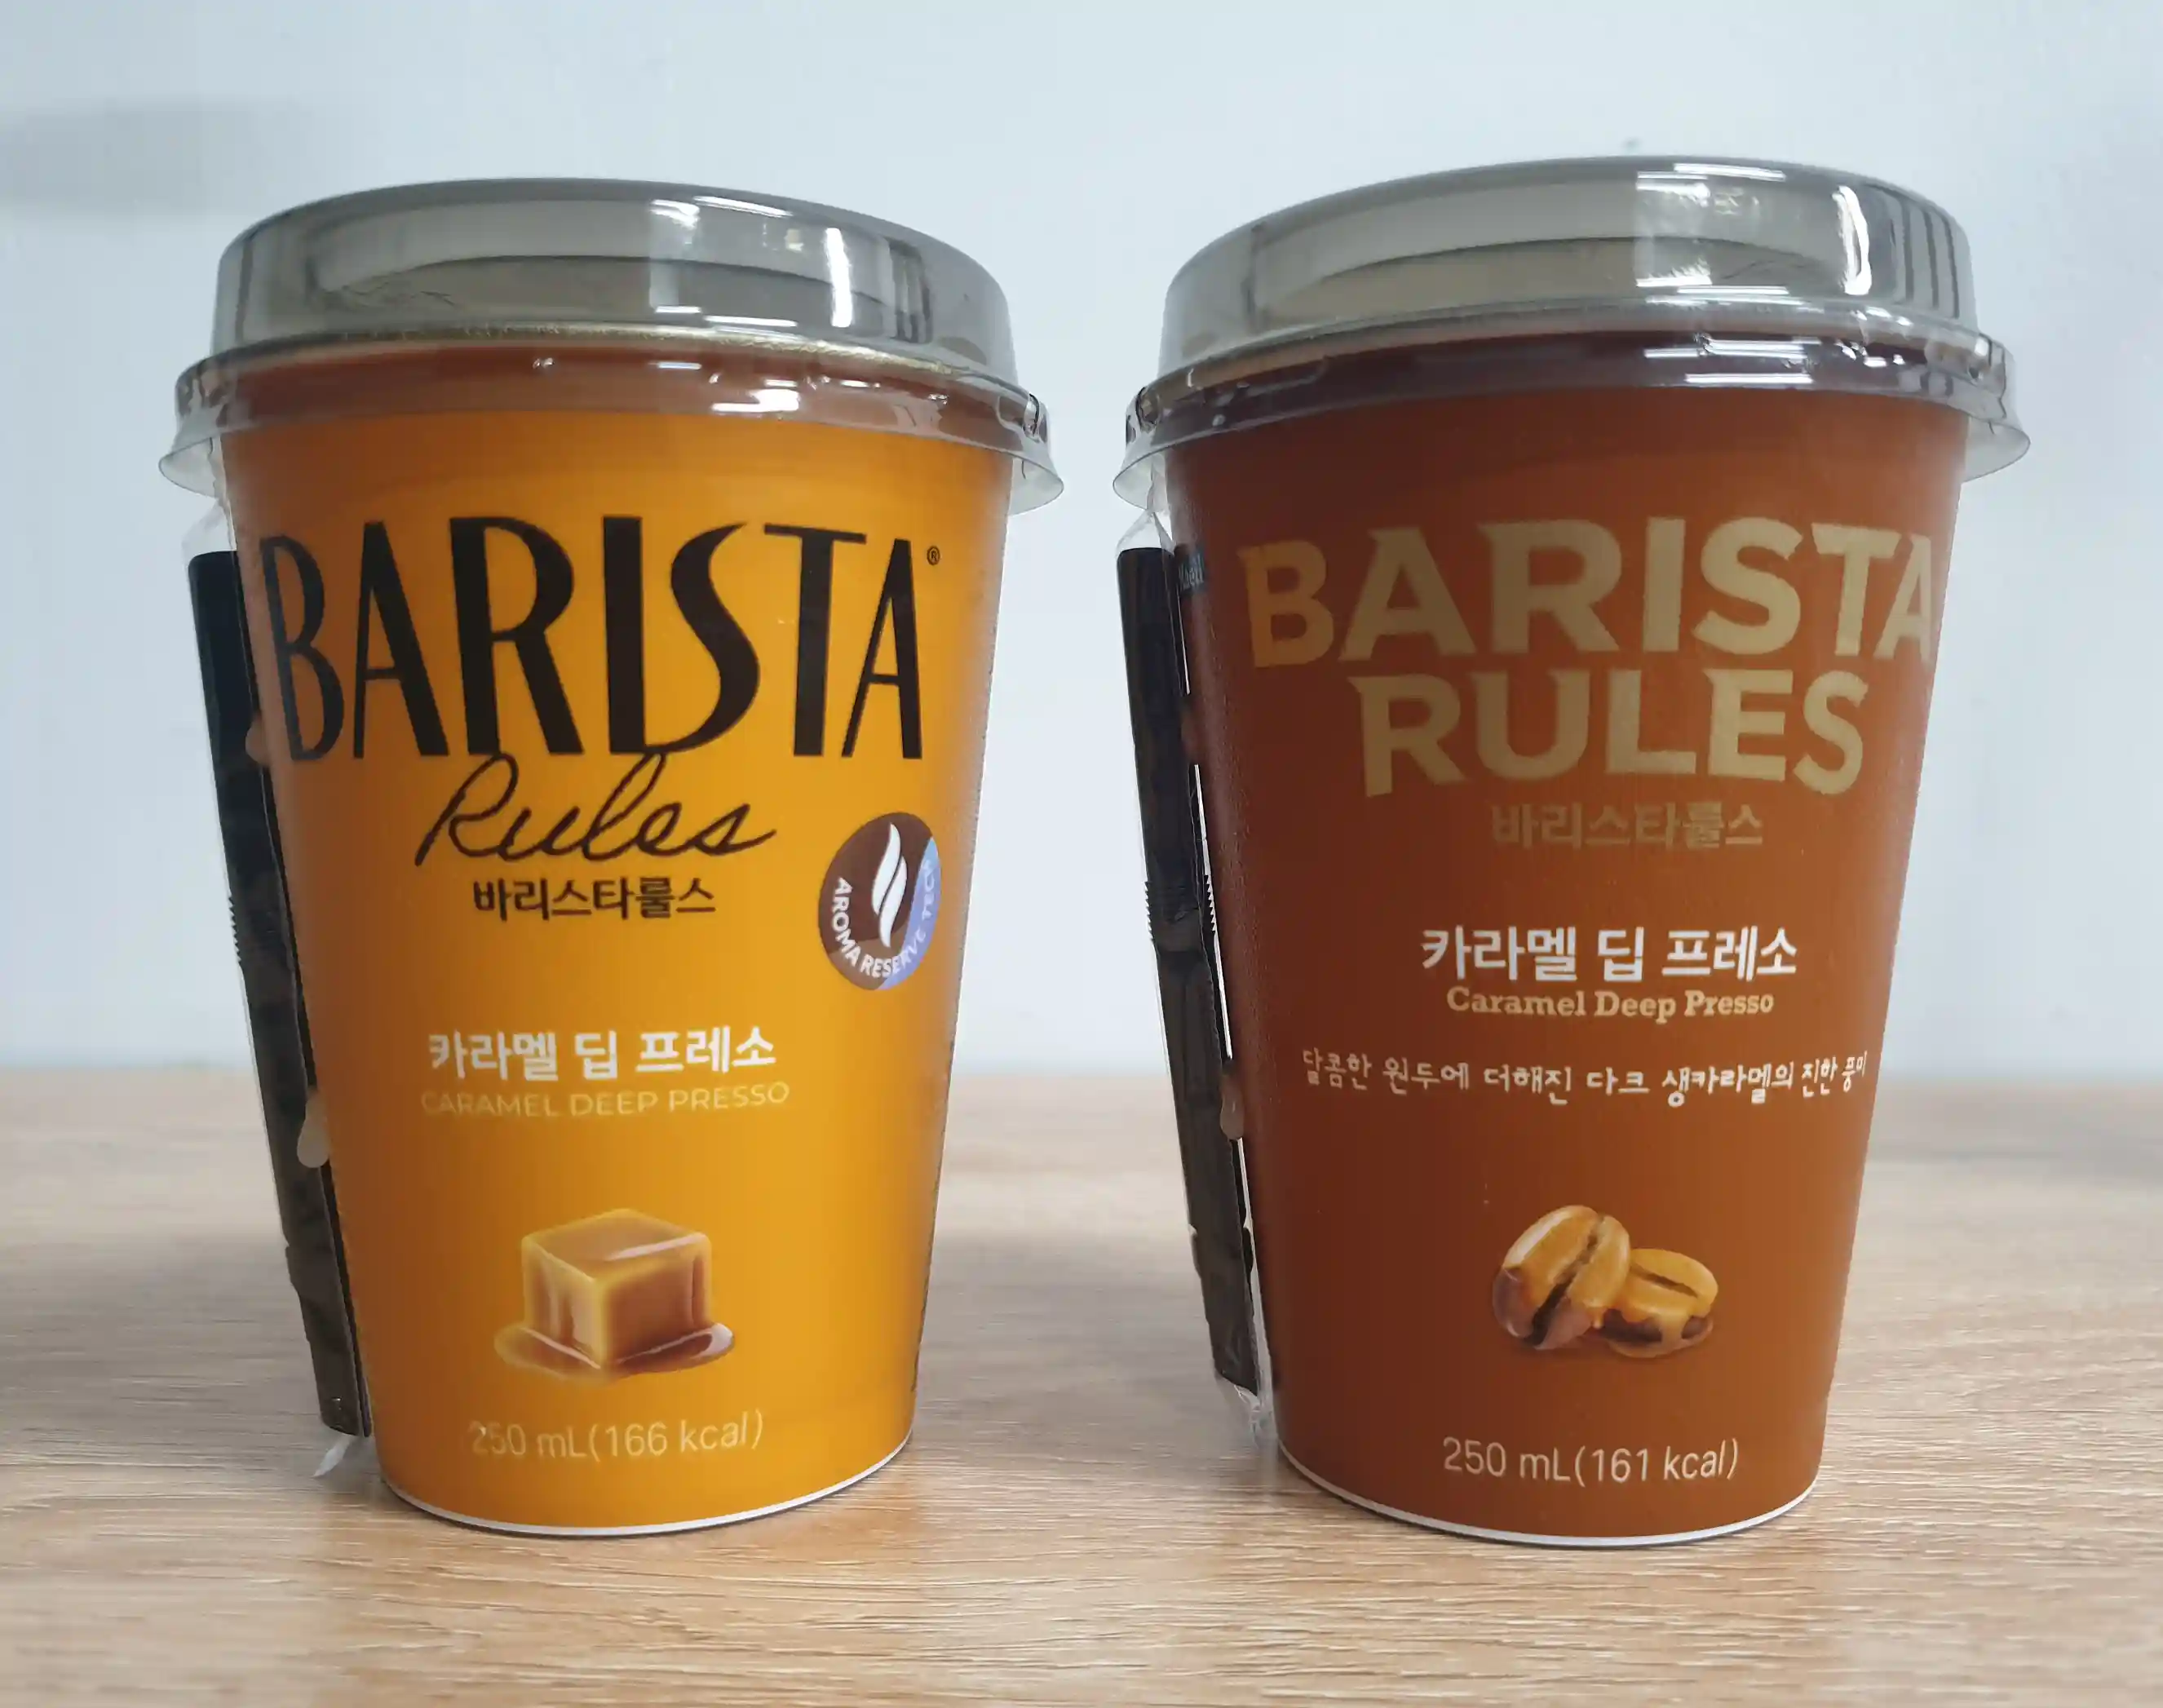 BARISTA®
Rules
바리스타룰스
AROMA RESERVE TECH
카라멜 딥 프레소
CARAMEL DEEP PRESSO
250 mL(166 kcal)
BARISTA
RULES
바리스타룰스
카라멜 딥 프레소
Caramel Deep Presso
달콤한 원두에 더해진 다크 생카라멜의 진한 풍미
250 mL(161 kcal)